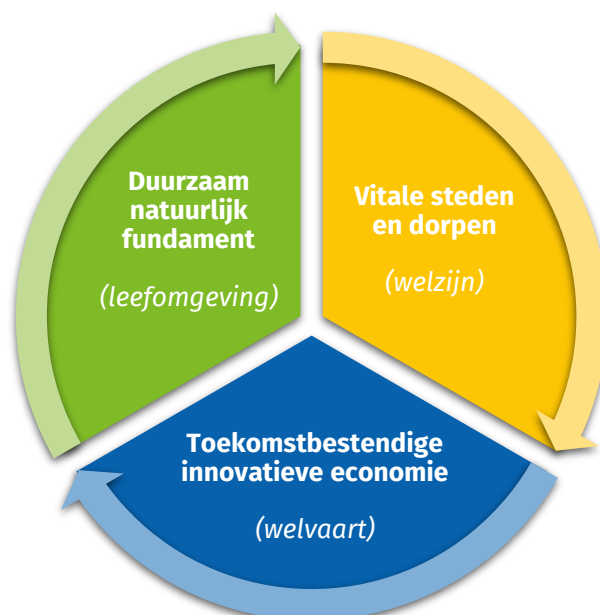 Duurzaam
natuurlijk
fundament
(leefomgeving)
Vitale steden
en dorpen
(welzijn)
Toekomstbestendige
innovatieve economie
(welvaart)